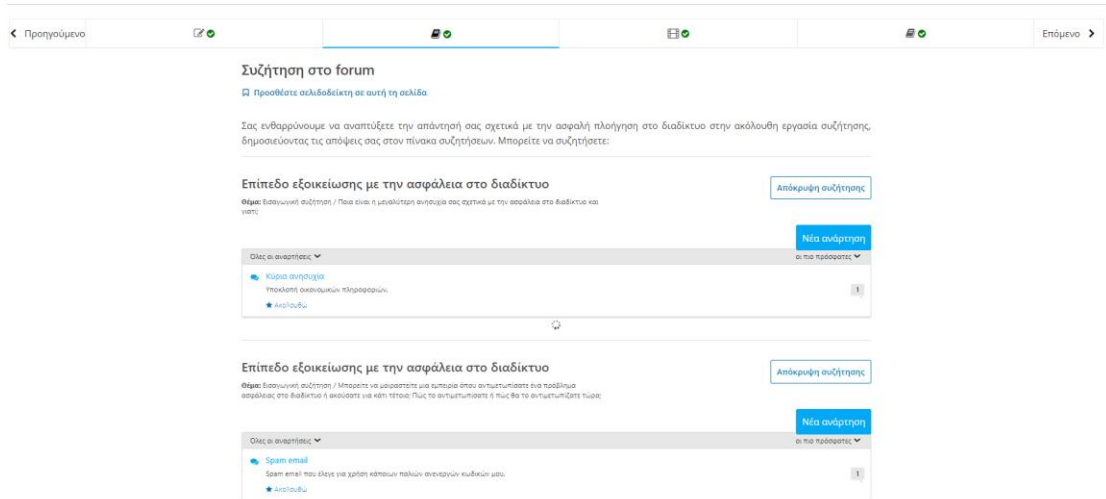 Προηγούμενο
Επόμενο
Συζήτηση στο forum
Προσθέστε σελιδοδείκτη σε αυτή τη σελίδα
Σας ενθαρρύνουμε να αναπτύξετε την απάντησή σας σχετικά με την ασφαλή πλοήγηση στο διαδίκτυο στην ακόλουθη εργασία συζήτησης,
δημοσιεύοντας τις απόψεις σας στον πίνακα συζητήσεων. Μπορείτε να συζητήσετε:
Επίπεδο εξοικείωσης με την ασφάλεια στο διαδίκτυο
Απόκρυψη συζήτησης
Θέμα: Εισαγωγική συζήτηση / Ποια είναι η μεγαλύτερη ανησυχία σας σχετικά με την ασφάλεια στο διαδίκτυο και
γιατί;
Νέα ανάρτηση
Όλες οι αναρτήσεις
οι πιο πρόσφατες
Κύρια ανησυχία
Υποκλοπή οικονομικών πληροφοριών.
1
Ακολουθώ
Επίπεδο εξοικείωσης με την ασφάλεια στο διαδίκτυο
Απόκρυψη συζήτησης
Θέμα: Εισαγωγική συζήτηση / Μπορείτε να μοιραστείτε μια εμπειρία όπου αντιμετωπίσατε ένα πρόβλημα
ασφάλειας στο διαδίκτυο ή ακούσατε για κάτι τέτοιο; Πώς το αντιμετωπίσατε ή πώς θα το αντιμετωπίζατε τώρα;
Νέα ανάρτηση
Όλες οι αναρτήσεις
οι πιο πρόσφατες
Spam email
Spam email που έλεγε για χρήση κάποιων παλιών ανενεργών κωδικών μου.
1
Ακολουθώ